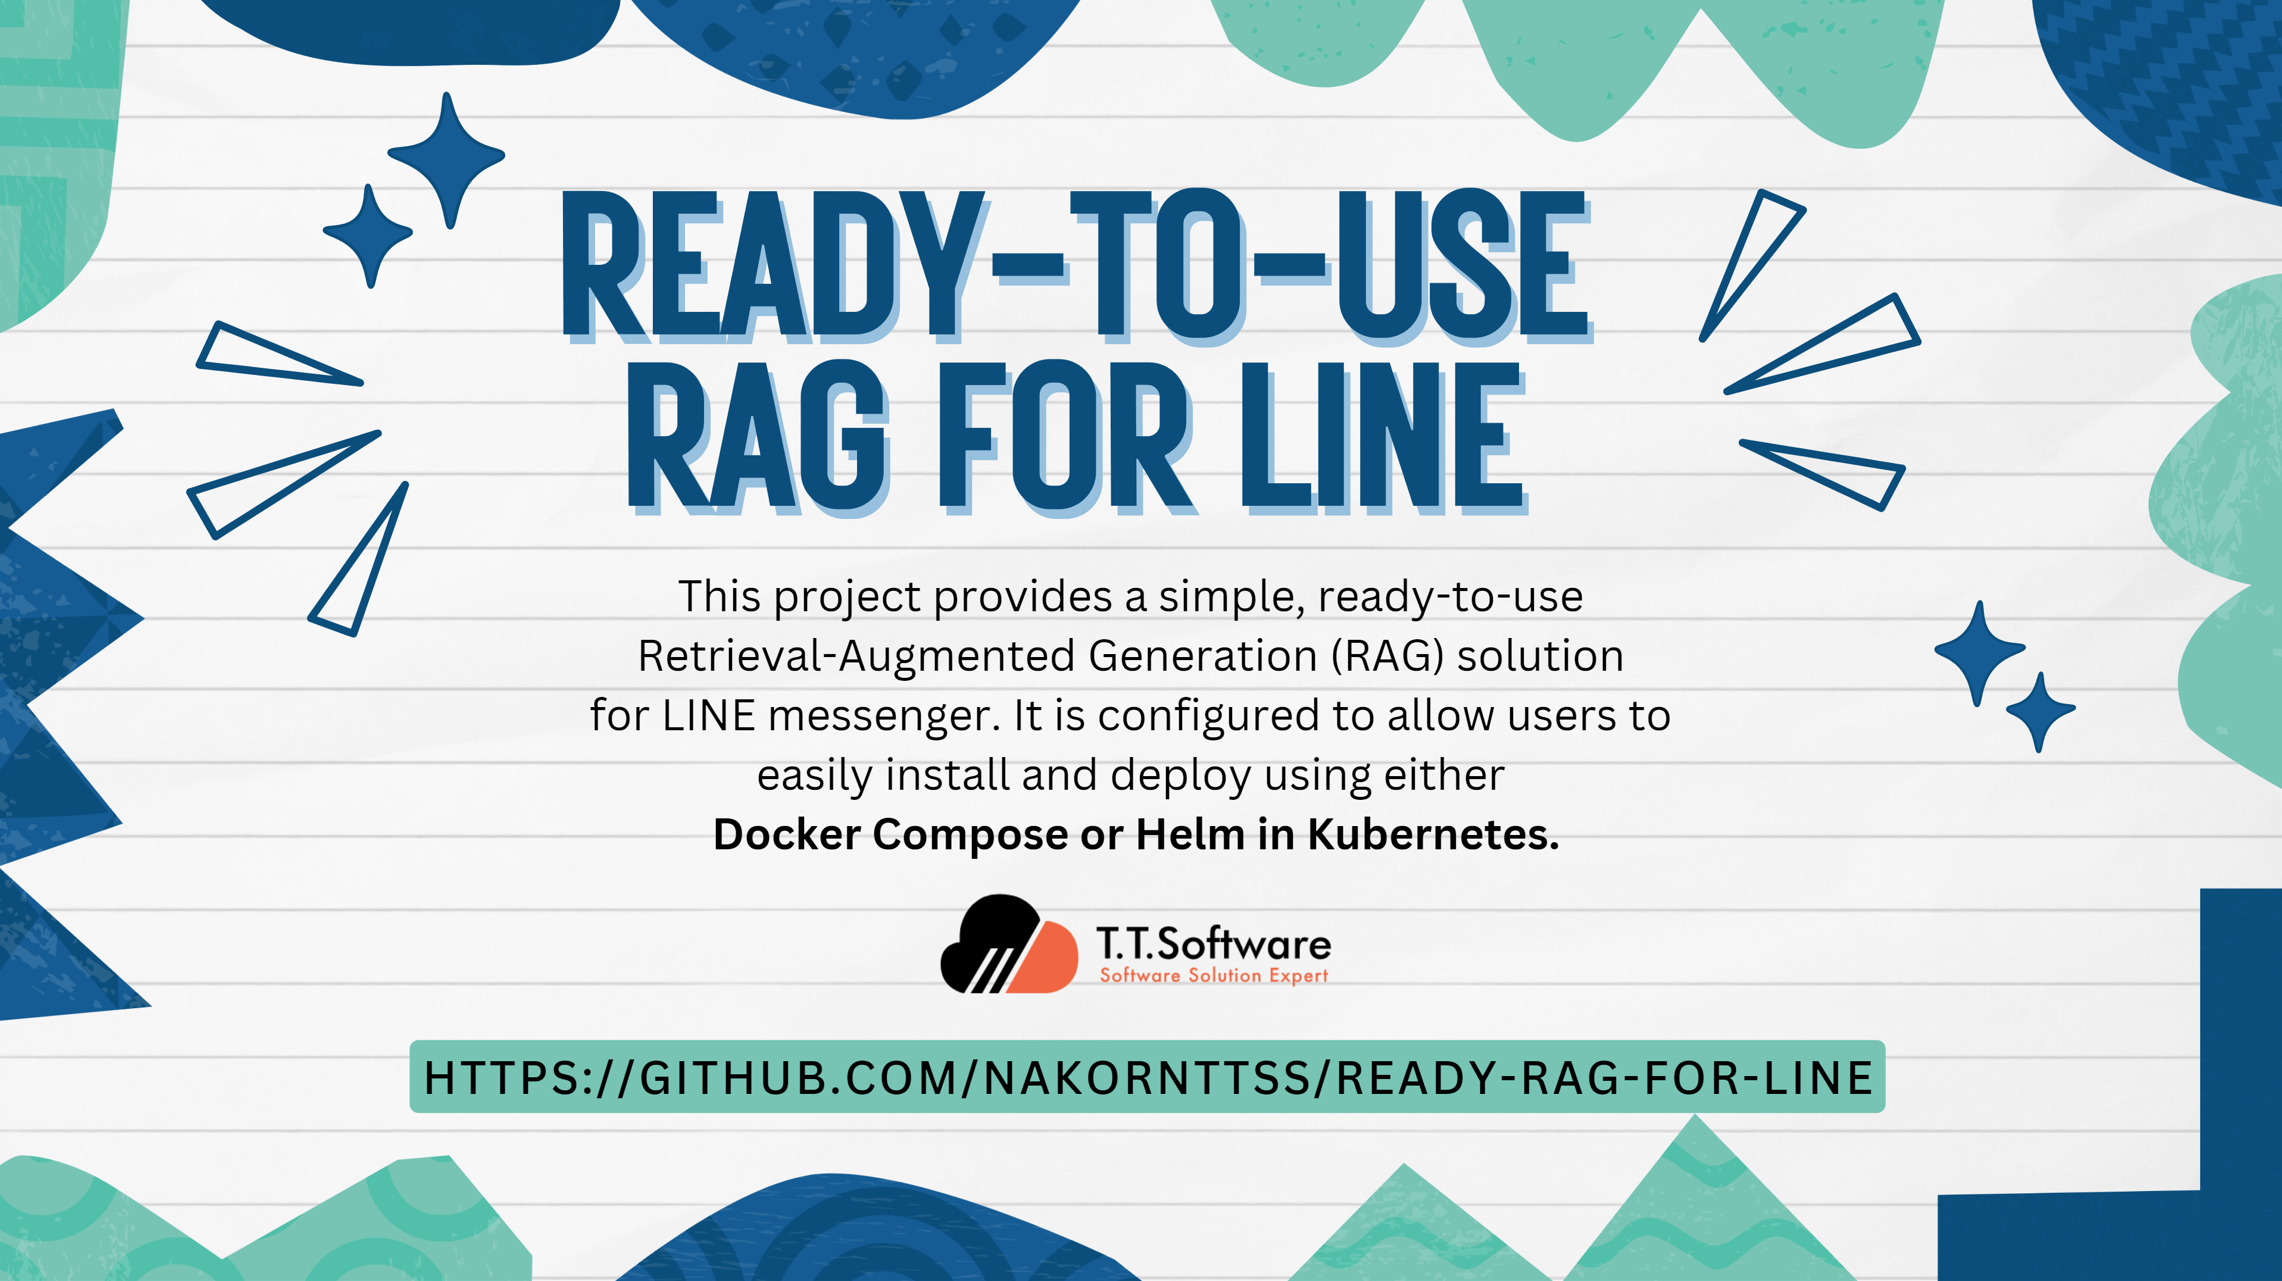 READY-TO-USE
RAG FOR LINE
This project provides a simple, ready-to-use
Retrieval-Augmented Generation (RAG) solution
for LINE messenger. It is configured to allow users to
easily install and deploy using either
Docker Compose or Helm in Kubernetes.
T.T.Software
Software Solution Expert
HTTPS://GITHUB.COM/NAKORNTTSS/READY-RAG-FOR-LINE